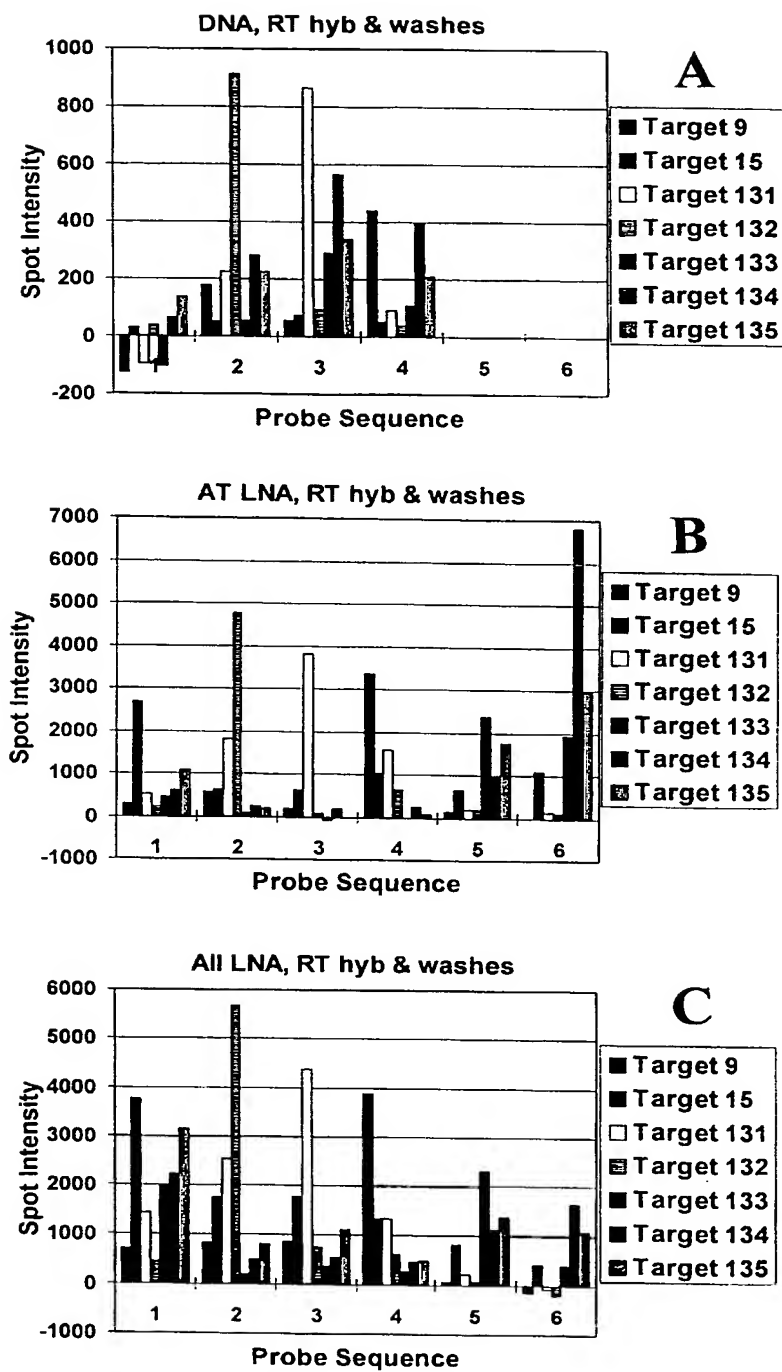 DNA, RT hyb & washes
A
1000
800
600
400
200
0
-200
Spot Intensity
2
3
4
5
6
Probe Sequence
Target 9
Target 15
Target 131
Target 132
Target 133
Target 134
Target 135
AT LNA, RT hyb & washes
B
7000
6000
5000
4000
3000
2000
1000
0
-1000
Spot Intensity
1
2
3
4
5
6
Probe Sequence
Target 9
Target 15
Target 131
Target 132
Target 133
Target 134
Target 135
All LNA, RT hyb & washes
C
6000
5000
4000
3000
2000
1000
0
-1000
Spot Intensity
1
2
3
4
5
6
Probe Sequence
Target 9
Target 15
Target 131
Target 132
Target 133
Target 134
Target 135